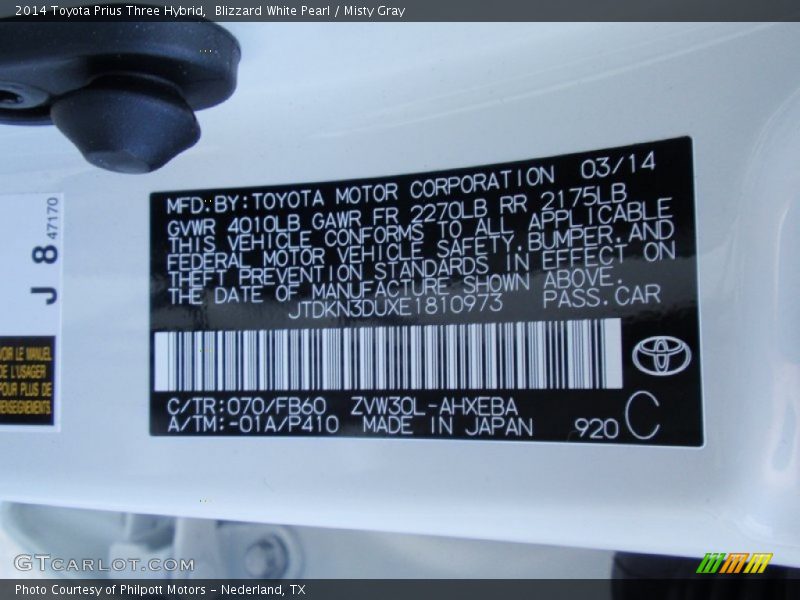 2014 Toyota Prius Three Hybrid,  Blizzard White Pearl / Misty Gray
MFD.BY:TOYOTA MOTOR CORPORATION 03/14
GVWR 4010LB GAWR FR 2270LB RR 2175LB
THIS VEHICLE CONFORMS TO ALL APPLICABLE
FEDERAL MOTOR VEHICLE SAFETY,BUMPER,AND
THEFT PREVENTION STANDARDS IN EFFECT ON
THE DATE OF MANUFACTURE SHOWN ABOVE.
JTDKN3DUXE1810973 PASS.CAR
C/TR:070/FB60 ZVW30L-AHXEBA
A/TM:-01A/P410 MADE IN JAPAN 920 C
J 8 47170
VOIR LE MANUEL
DE L'USAGER
POUR PLUS DE
RENSEIGNEMENTS
GTcarlot.com
Photo Courtesy of Philpott Motors - Nederland, TX